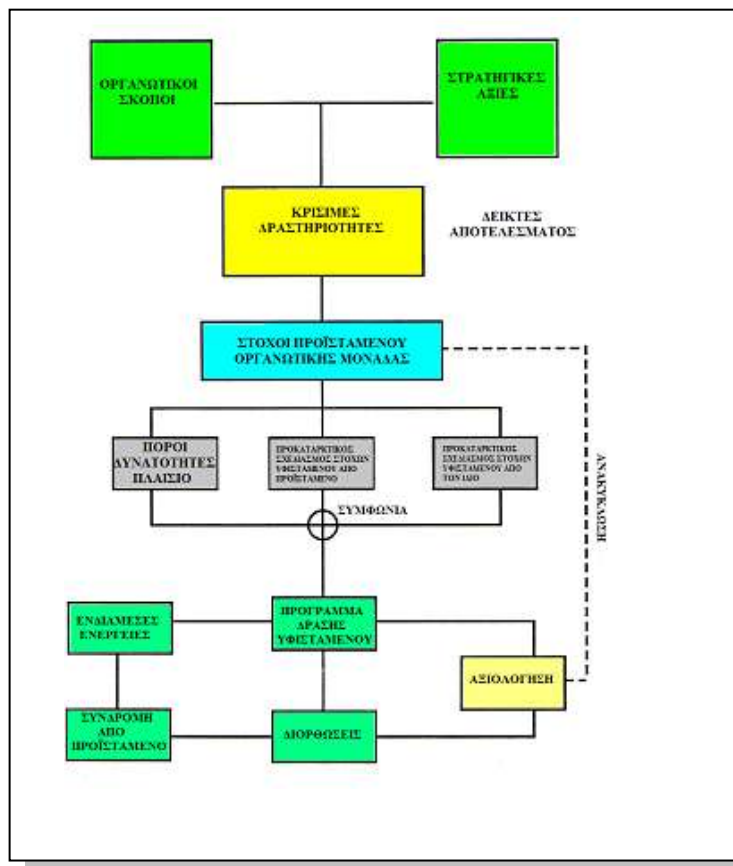 ΟΡΓΑΝΩΤΙΚΟΙ
ΣΚΟΠΟΙ
ΣΤΡΑΤΗΓΙΚΕΣ
ΑΞΙΕΣ
ΚΡΙΣΙΜΕΣ
ΔΡΑΣΤΗΡΙΟΤΗΤΕΣ
ΔΕΙΚΤΕΣ
ΑΠΟΤΕΛΕΣΜΑΤΟΣ
ΣΤΟΧΟΙ ΠΡΟΪΣΤΑΜΕΝΟΥ
ΟΡΓΑΝΩΤΙΚΗΣ ΜΟΝΑΔΑΣ
ΠΟΡΟΙ
ΔΥΝΑΤΟΤΗΤΕΣ
ΠΛΑΙΣΙΟ
ΠΡΟΚΑΤΑΡΚΤΙΚΟΣ
ΣΧΕΔΙΑΣΜΟΣ ΣΤΟΧΩΝ
ΥΦΙΣΤΑΜΕΝΟΥ ΑΠΟ
ΠΡΟΪΣΤΑΜΕΝΟ
ΠΡΟΚΑΤΑΡΚΤΙΚΟΣ
ΣΧΕΔΙΑΣΜΟΣ ΣΤΟΧΩΝ
ΥΦΙΣΤΑΜΕΝΟΥ ΑΠΟ
ΤΟΝ ΙΔΙΟ
ΣΥΜΦΩΝΙΑ
ΑΝΑΚΥΚΛΩΣΗ
ΕΝΔΙΑΜΕΣΕΣ
ΕΝΕΡΓΕΙΕΣ
ΠΡΟΓΡΑΜΜΑ
ΔΡΑΣΗΣ
ΥΦΙΣΤΑΜΕΝΟΥ
ΑΞΙΟΛΟΓΗΣΗ
ΣΥΝΔΡΟΜΗ
ΑΠΟ
ΠΡΟΪΣΤΑΜΕΝΟ
ΔΙΟΡΘΩΣΕΙΣ